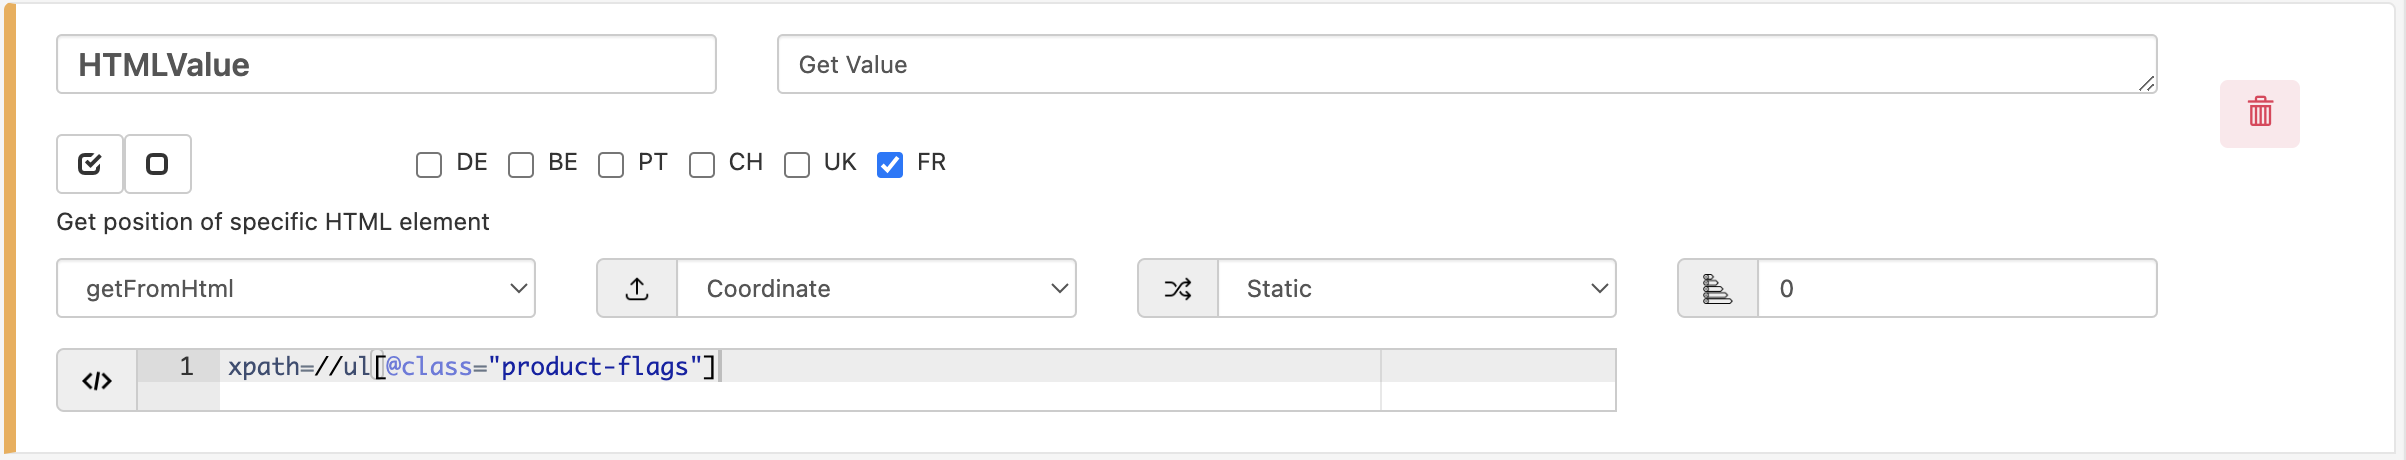 HTMLValue
Get Value
DE BE PT CH UK FR
Get position of specific HTML element
getFromHtml Coordinate Static 0
1 xpath=//ul[@class="product-flags"]